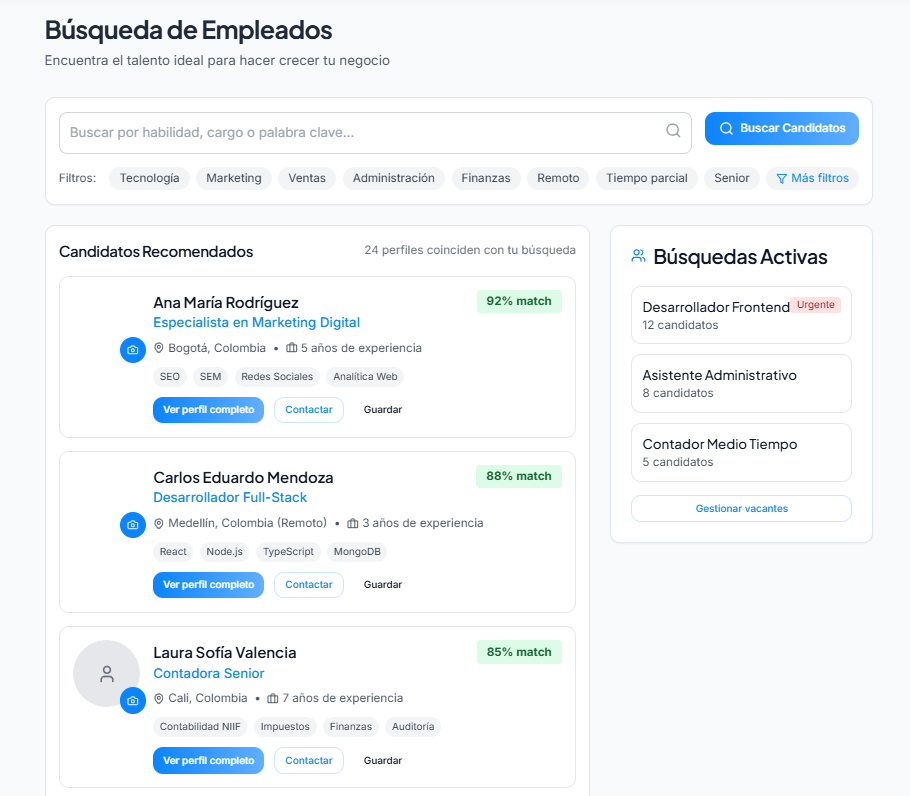 Búsqueda de Empleados
Encuentra el talento ideal para hacer crecer tu negocio
Buscar por habilidad, cargo o palabra clave...
Buscar Candidatos
Filtros: Tecnología Marketing Ventas Administración Finanzas Remoto Tiempo parcial Senior Más filtros
Candidatos Recomendados
24 perfiles coinciden con tu búsqueda
Ana María Rodríguez
92% match
Especialista en Marketing Digital
Bogotá, Colombia • 5 años de experiencia
SEO SEM Redes Sociales Analítica Web
Ver perfil completo Contactar Guardar
Carlos Eduardo Mendoza
88% match
Desarrollador Full-Stack
Medellín, Colombia (Remoto) • 3 años de experiencia
React Node.js TypeScript MongoDB
Ver perfil completo Contactar Guardar
Laura Sofía Valencia
85% match
Contadora Senior
Cali, Colombia • 7 años de experiencia
Contabilidad NIIF Impuestos Finanzas Auditoría
Ver perfil completo Contactar Guardar
Búsquedas Activas
Desarrollador Frontend Urgente
12 candidatos
Asistente Administrativo
8 candidatos
Contador Medio Tiempo
5 candidatos
Gestionar vacantes